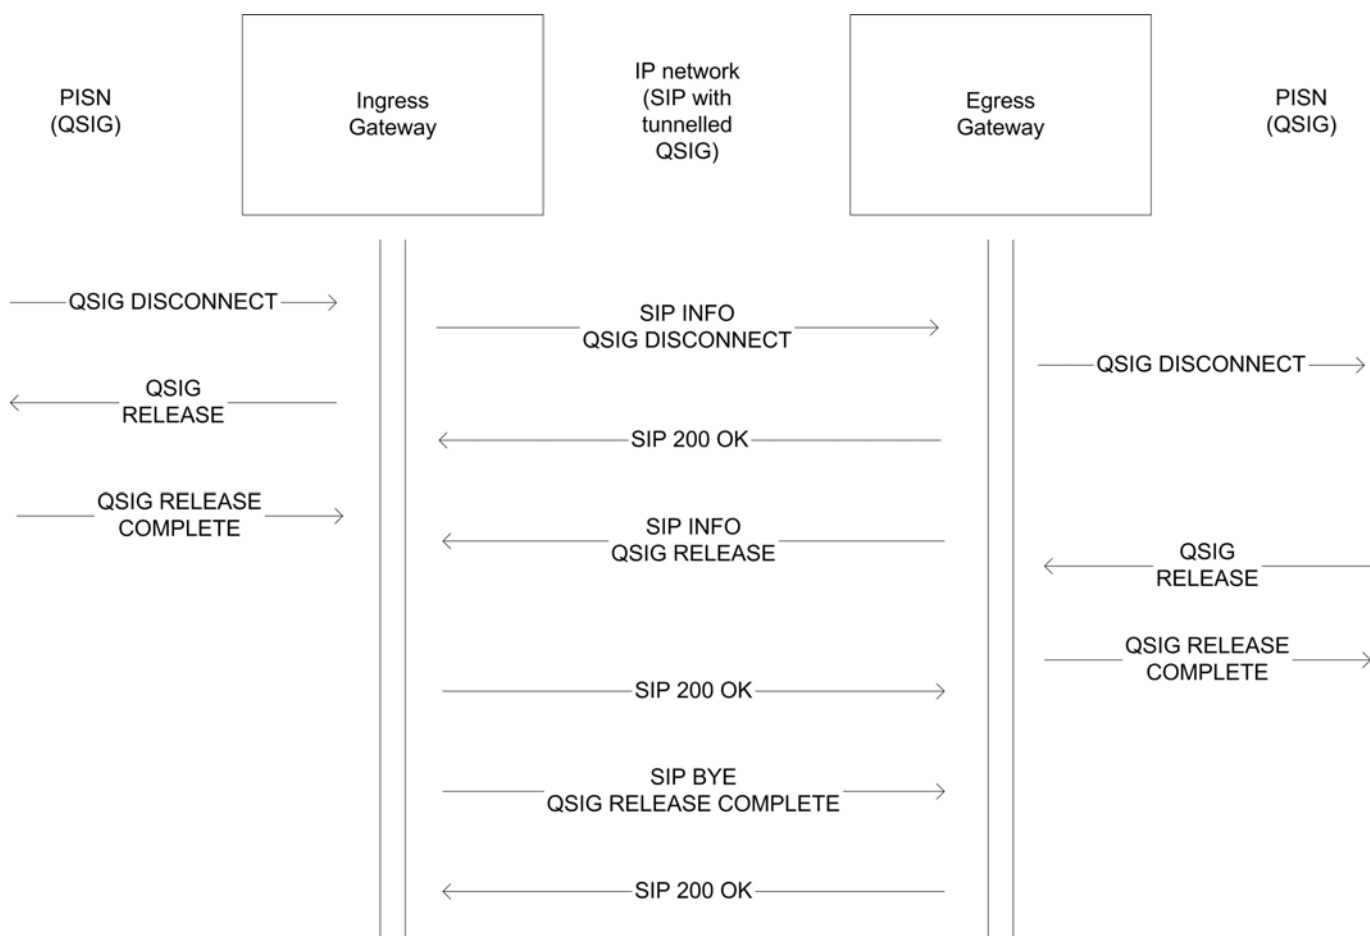 PISN
(QSIG)
Ingress
Gateway
IP network
(SIP with
tunnelled
QSIG)
Egress
Gateway
PISN
(QSIG)
QSIG DISCONNECT
SIP INFO
QSIG DISCONNECT
QSIG DISCONNECT
QSIG
RELEASE
SIP 200 OK
QSIG RELEASE
COMPLETE
SIP INFO
QSIG RELEASE
QSIG
RELEASE
QSIG RELEASE
COMPLETE
SIP 200 OK
SIP BYE
QSIG RELEASE COMPLETE
SIP 200 OK